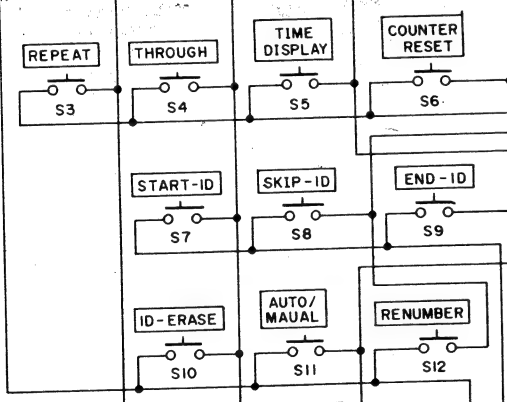 REPEAT
THROUGH
TIME
DISPLAY
COUNTER
RESET
S3
S4
S5
S6
START-ID
SKIP-ID
END-ID
S7
S8
S9
ID-ERASE
AUTO/
MAUAL
RENUMBER
S10
S11
S12